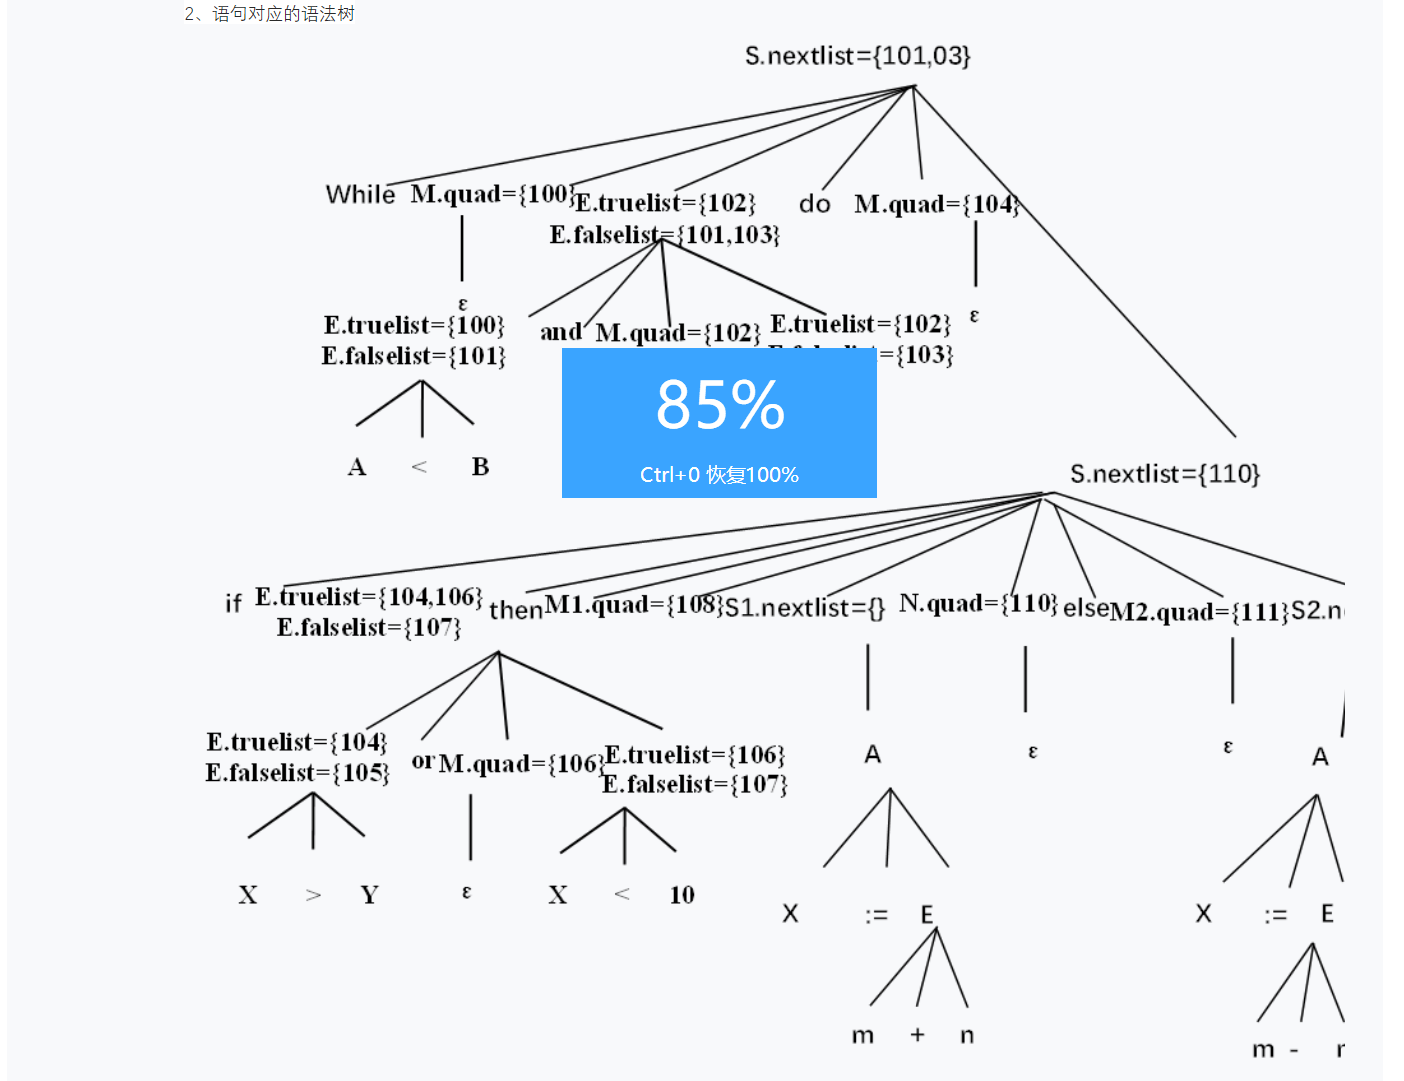 2、语句对应的语法树
S.nextlist={101,03}
While M.quad={100} E.truelist={102} do M.quad={104}
E.falselist={101,103}
ε
ε
E.truelist={100} and M.quad={102} E.truelist={102}
E.falselist={101} ={103}
85%
Ctrl+0 恢复100%
A < B
S.nextlist={110}
if E.truelist={104,106} then M1.quad={108} S1.nextlist={} N.quad={110} else M2.quad={111} S2.n
E.falselist={107}
E.truelist={104} or M.quad={106} E.truelist={106} A ε ε A
E.falselist={105} E.falselist={107}
X > Y ε X < 10
X := E X := E
m + n m -